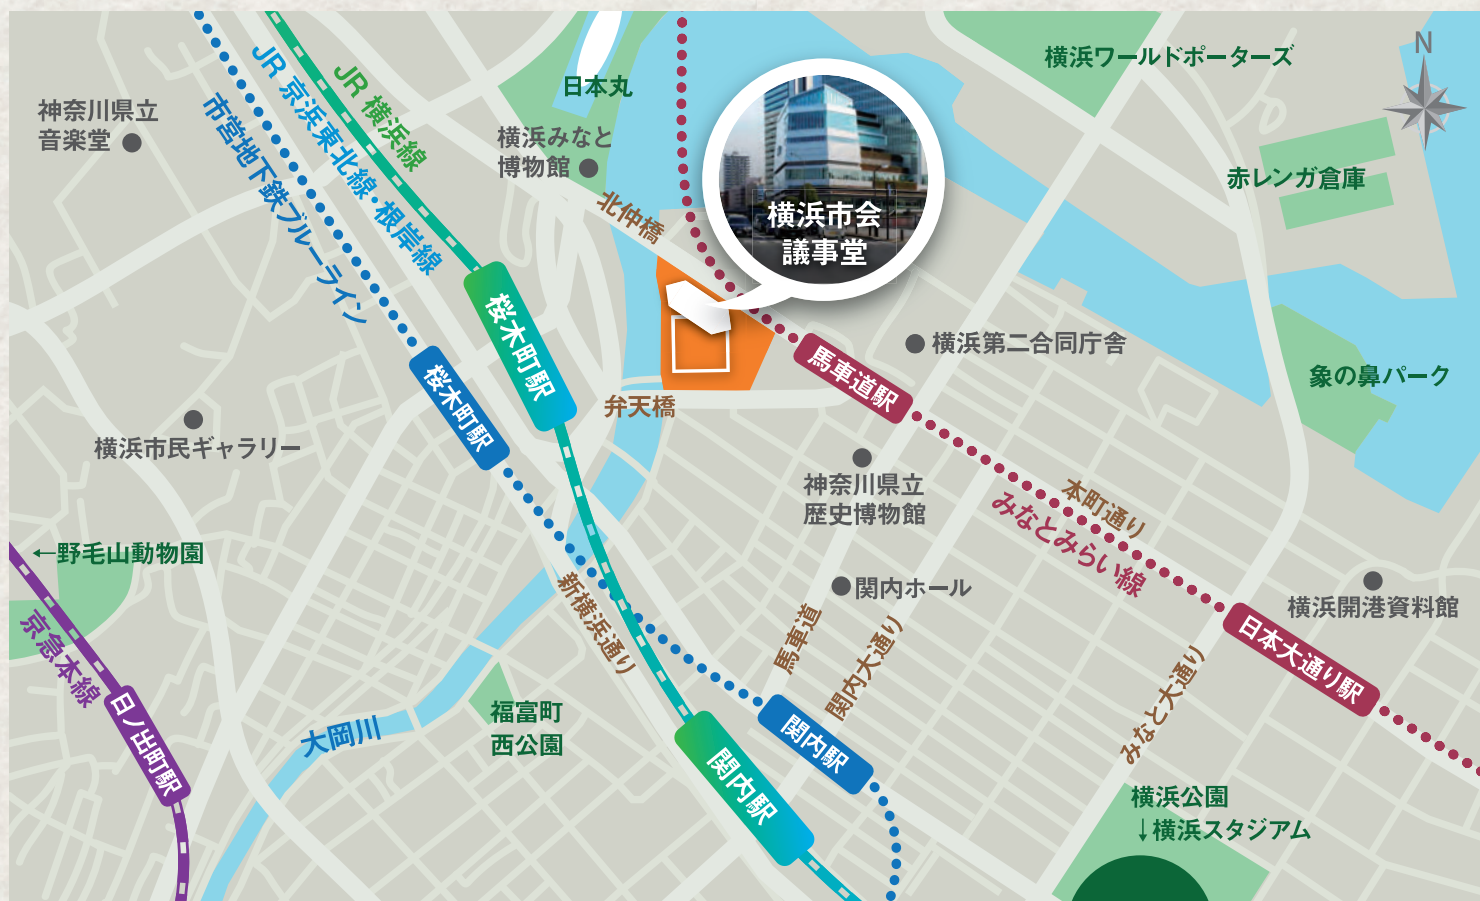 横浜ワールドポーターズ
N
日本丸
JR 横浜線
JR 京浜東北線・根岸線
市営地下鉄ブルーライン
神奈川県立
音楽堂
横浜みなと
博物館
赤レンガ倉庫
北仲橋
横浜市会
議事堂
桜木町駅
桜木町駅
馬車道駅
横浜第二合同庁舎
象の鼻パーク
弁天橋
横浜市民ギャラリー
神奈川県立
歴史博物館
本町通り
みなとみらい線
←野毛山動物園
関内ホール
新横浜通り
馬車道
関内大通り
横浜開港資料館
日本大通り駅
京急本線
日ノ出町駅
みなと大通り
福富町
西公園
大岡川
関内駅
関内駅
横浜公園
↓横浜スタジアム